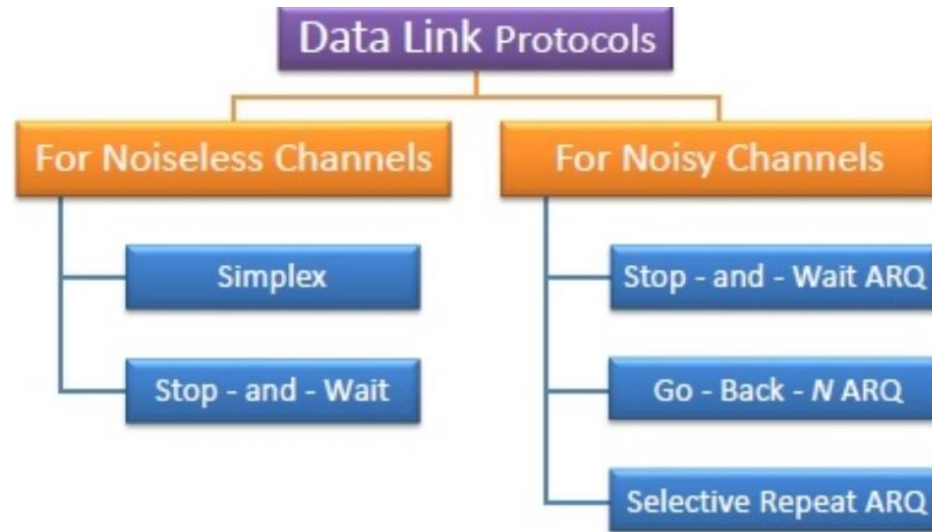 Data Link Protocols
For Noiseless Channels
Simplex
Stop - and - Wait
For Noisy Channels
Stop - and - Wait ARQ
Go - Back - N ARQ
Selective Repeat ARQ